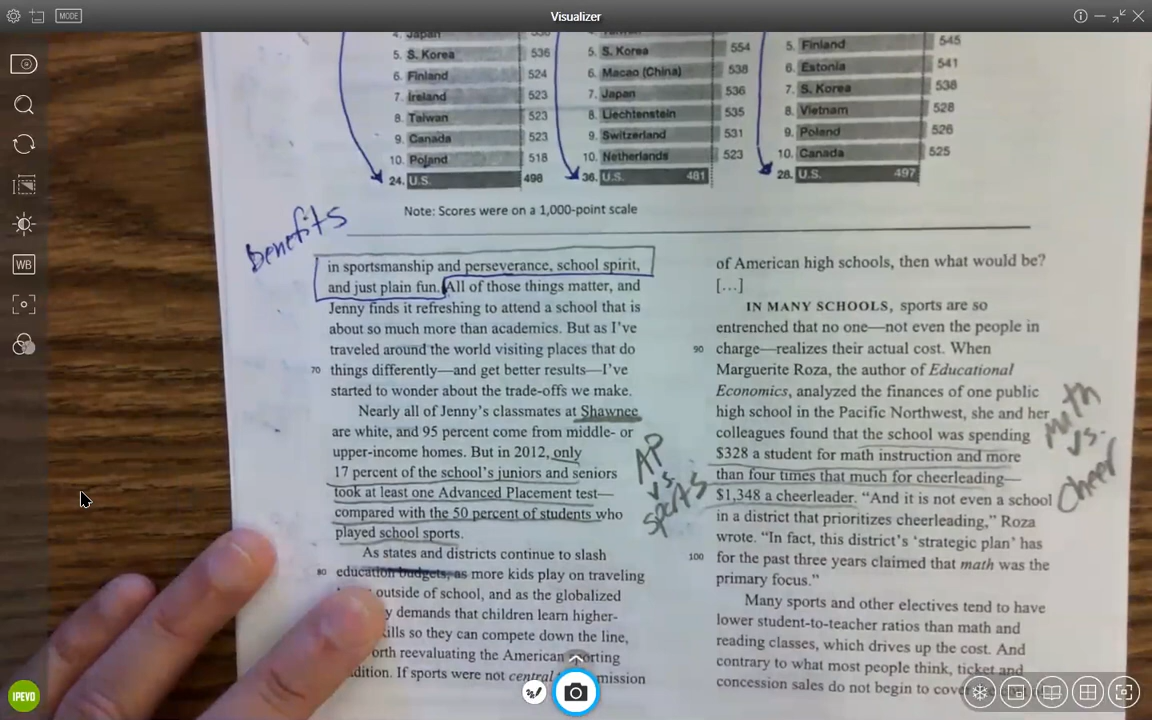 Visualizer
MODE
WB
4. Japan
5. S. Korea 536
6. Finland 524
7. Ireland 523
8. Taiwan 523
9. Canada 523
10. Poland 518
24. U.S. 498
5. S. Korea 554
6. Macao (China) 538
7. Japan 536
8. Liechtenstein 535
9. Switzerland 531
10. Netherlands 523
36. U.S. 481
5. Finland 545
6. Estonia 541
7. S. Korea 538
8. Vietnam 528
9. Poland 526
10. Canada 525
28. U.S. 497
Note: Scores were on a 1,000-point scale
benefits
in sportsmanship and perseverance, school spirit,
and just plain fun. All of those things matter, and
Jenny finds it refreshing to attend a school that is
about so much more than academics. But as I've
traveled around the world visiting places that do
70 things differently—and get better results—I've
started to wonder about the trade-offs we make.
Nearly all of Jenny's classmates at Shawnee
are white, and 95 percent come from middle- or
upper-income homes. But in 2012, only
17 percent of the school's juniors and seniors
took at least one Advanced Placement test—
compared with the 50 percent of students who
played school sports.
AP
vs.
sports
As states and districts continue to slash
80 education budgets, as more kids play on traveling
outside of school, and as the globalized
demands that children learn higher-
so they can compete down the line,
reevaluating the American
If sports were not central mission
of American high schools, then what would be?
[...]
IN MANY SCHOOLS, sports are so
entrenched that no one—not even the people in
90 charge—realizes their actual cost. When
Marguerite Roza, the author of Educational
Economics, analyzed the finances of one public
high school in the Pacific Northwest, she and her
colleagues found that the school was spending
$328 a student for math instruction and more
than four times that much for cheerleading—
$1,348 a cheerleader. "And it is not even a school
in a district that prioritizes cheerleading," Roza
wrote. "In fact, this district's 'strategic plan' has
100 for the past three years claimed that math was the
primary focus."
math
vs.
cheer
Many sports and other electives tend to have
lower student-to-teacher ratios than math and
reading classes, which drives up the cost. And
contrary to what most people think, ticket and
concession sales do not begin to cover
IPEVO